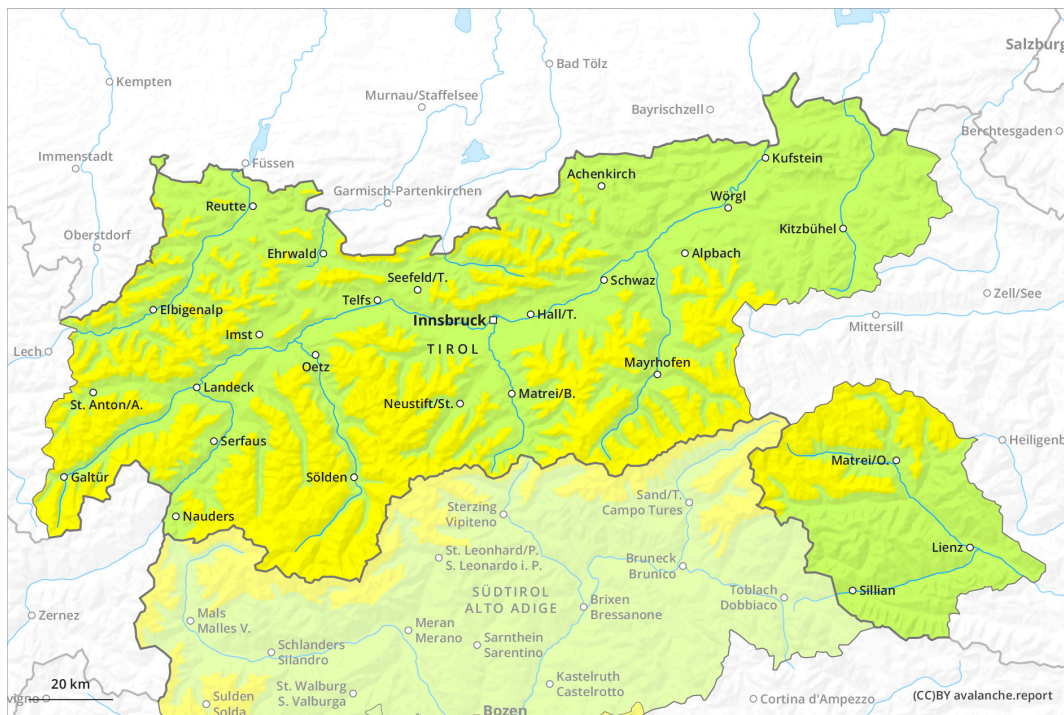 Salzburg
Kempten
Bad Tölz
Murnau/Staffelsee
Bayrischzell
Berchtesgaden
Immenstadt
Füssen
Kufstein
Achenkirch
Garmisch-Partenkirchen
Wörgl
Reutte
Oberstdorf
Kitzbühel
Ehrwald
Alpbach
Seefeld/T.
Schwaz
Zell/See
Telfs
Elbigenalp
Innsbruck
Hall/T.
Mittersill
Imst
TIROL
Lech
Oetz
Mayrhofen
Landeck
St. Anton/A.
Neustift/St.
Matrei/B.
Serfaus
Heiligenb
Matrei/O.
Galtür
Sölden
Sand/T.
Campo Tures
Sterzing
Vipiteno
Nauders
Lienz
St. Leonhard/P.
S. Leonardo i. P.
Bruneck
Brunico
SÜDTIROL
ALTO ADIGE
Toblach
Dobbiaco
Sillian
Zernez
Mals
Malles V.
Brixen
Bressanone
Meran
Merano
Sarnthein
Sarentino
Schlanders
Silandro
20 km
St. Walburg
S. Valburga
Kastelruth
Castelrotto
vigno
Sulden
Solda
Cortina d'Ampezzo
(CC)BY avalanche.report
Bozen